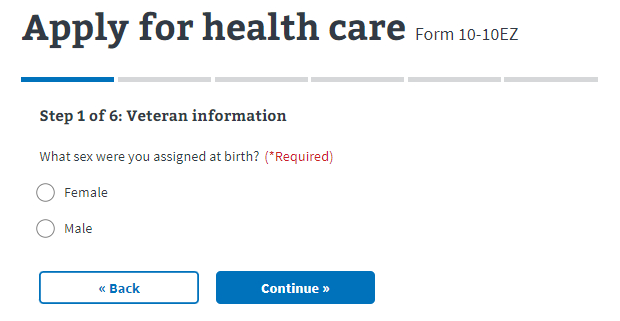 Apply for health care Form 10-10EZ
Step 1 of 6: Veteran information
What sex were you assigned at birth? (*Required)
Female
Male
« Back
Continue »